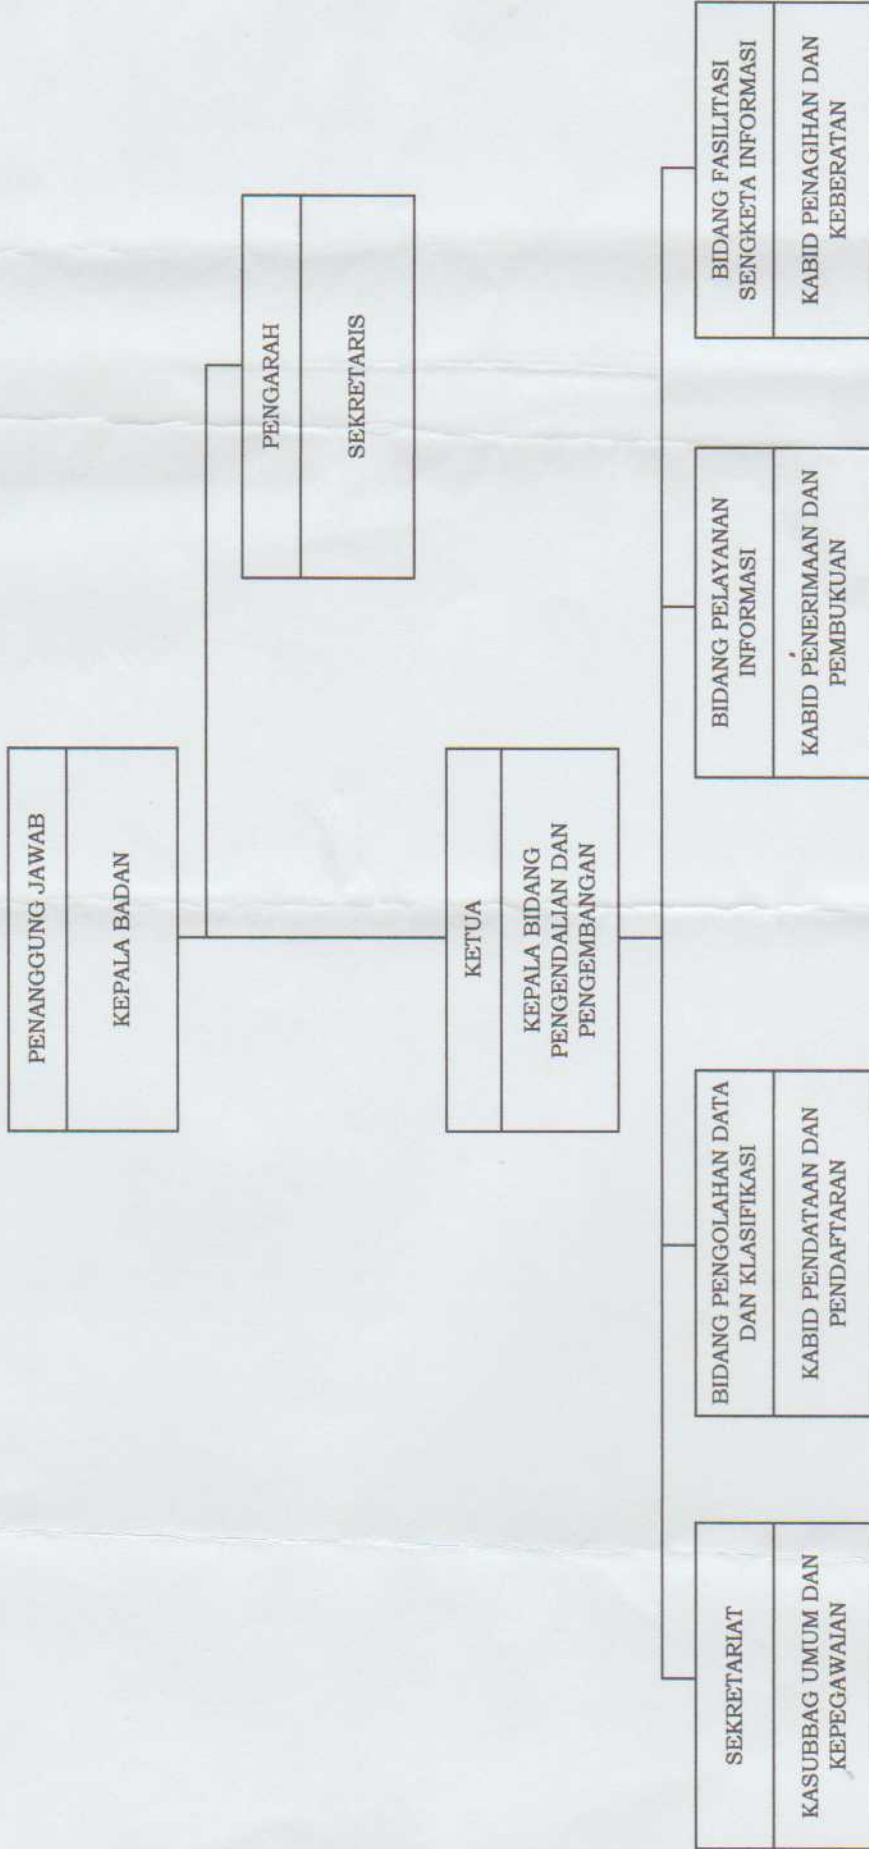 PENANGGUNG JAWAB
KEPALA BADAN
PENGARAH
SEKRETARIS
KETUA
KEPALA BIDANG
PENGENDALIAN DAN
PENGEMBANGAN
SEKRETARIAT
KASUBBAG UMUM DAN
KEPEGAWAIAN
BIDANG PENGOLAHAN DATA
DAN KLASIFIKASI
KABID PENDATAAN DAN
PENDAFTARAN
BIDANG PELAYANAN
INFORMASI
KABID PENERIMAAN DAN
PEMBUKUAN
BIDANG FASILITASI
SENGKETA INFORMASI
KABID PENAGIHAN DAN
KEBERATAN